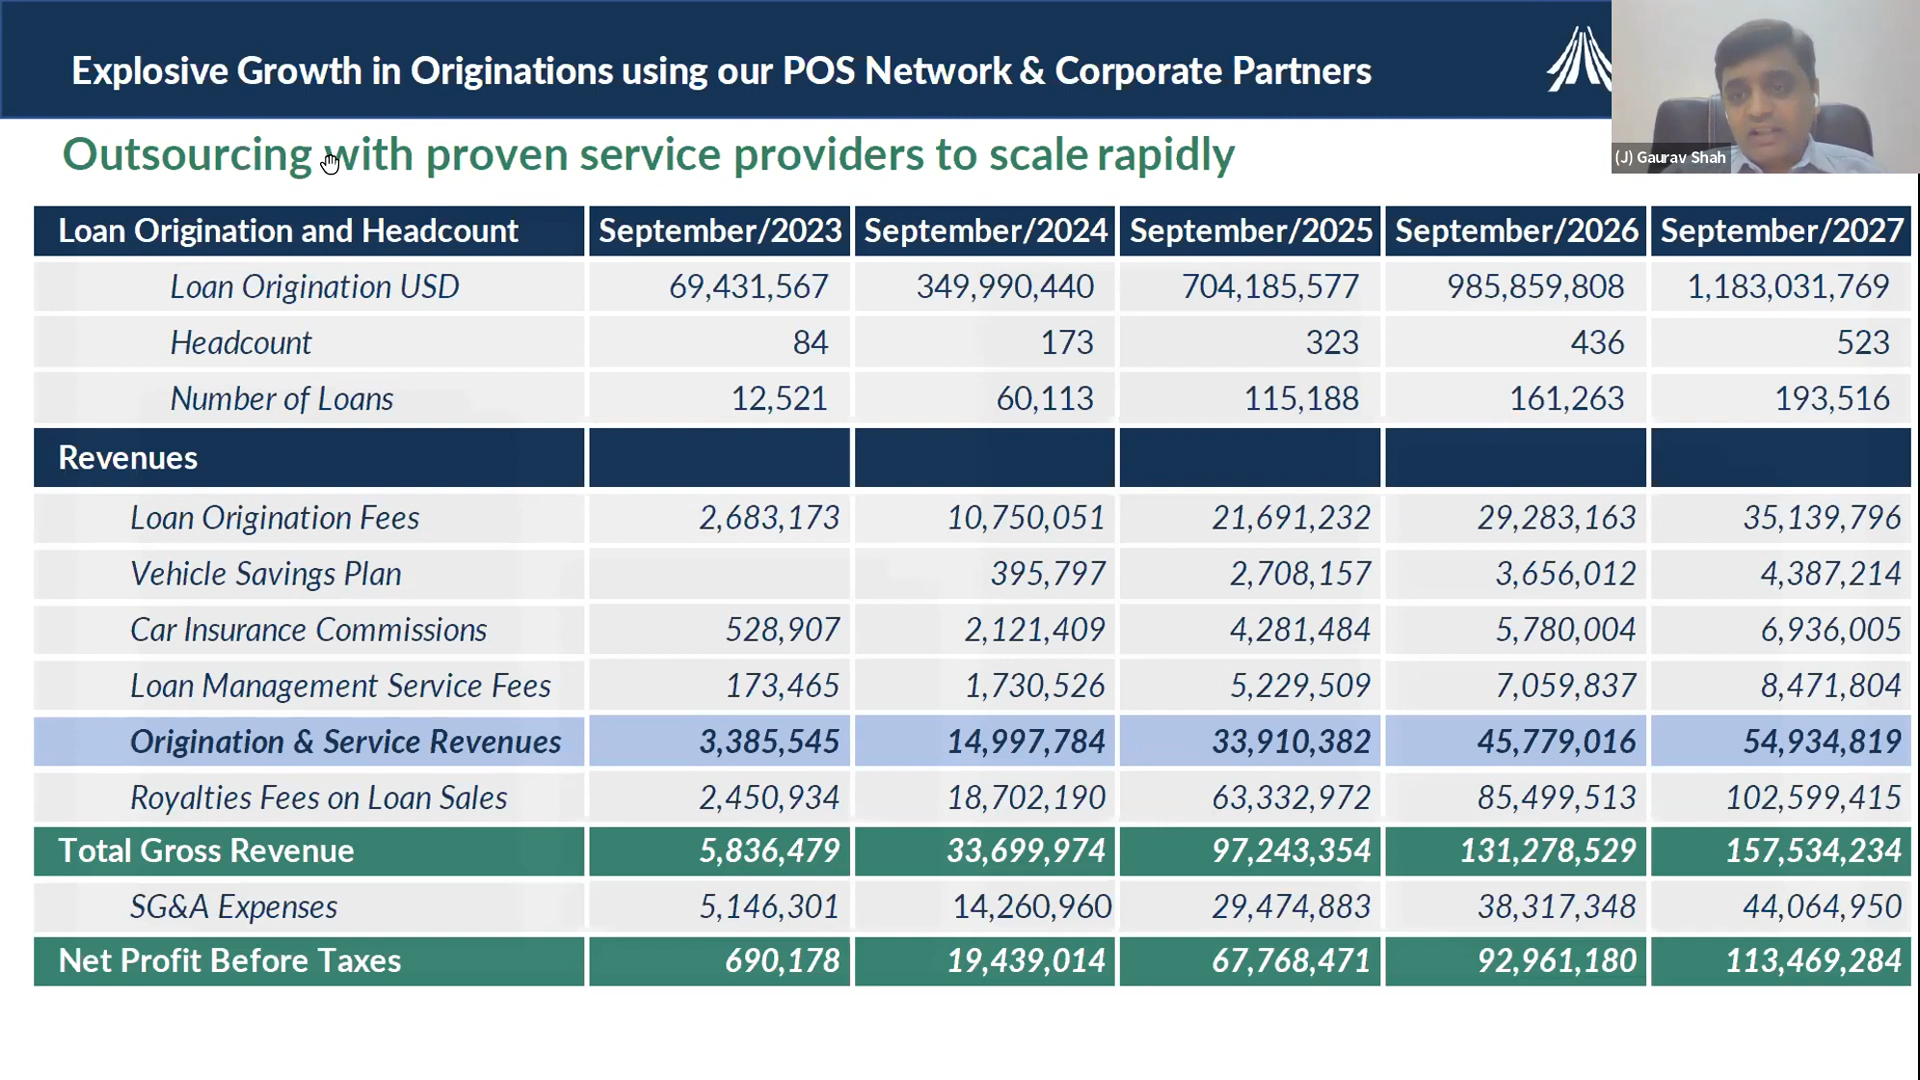 Explosive Growth in Originations using our POS Network & Corporate Partners
(J) Gaurav Shah
Outsourcing with proven service providers to scale rapidly
Loan Origination and Headcount September/2023 September/2024 September/2025 September/2026 September/2027
Loan Origination USD 69,431,567 349,990,440 704,185,577 985,859,808 1,183,031,769
Headcount 84 173 323 436 523
Number of Loans 12,521 60,113 115,188 161,263 193,516
Revenues
Loan Origination Fees 2,683,173 10,750,051 21,691,232 29,283,163 35,139,796
Vehicle Savings Plan 395,797 2,708,157 3,656,012 4,387,214
Car Insurance Commissions 528,907 2,121,409 4,281,484 5,780,004 6,936,005
Loan Management Service Fees 173,465 1,730,526 5,229,509 7,059,837 8,471,804
Origination & Service Revenues 3,385,545 14,997,784 33,910,382 45,779,016 54,934,819
Royalties Fees on Loan Sales 2,450,934 18,702,190 63,332,972 85,499,513 102,599,415
Total Gross Revenue 5,836,479 33,699,974 97,243,354 131,278,529 157,534,234
SG&A Expenses 5,146,301 14,260,960 29,474,883 38,317,348 44,064,950
Net Profit Before Taxes 690,178 19,439,014 67,768,471 92,961,180 113,469,284